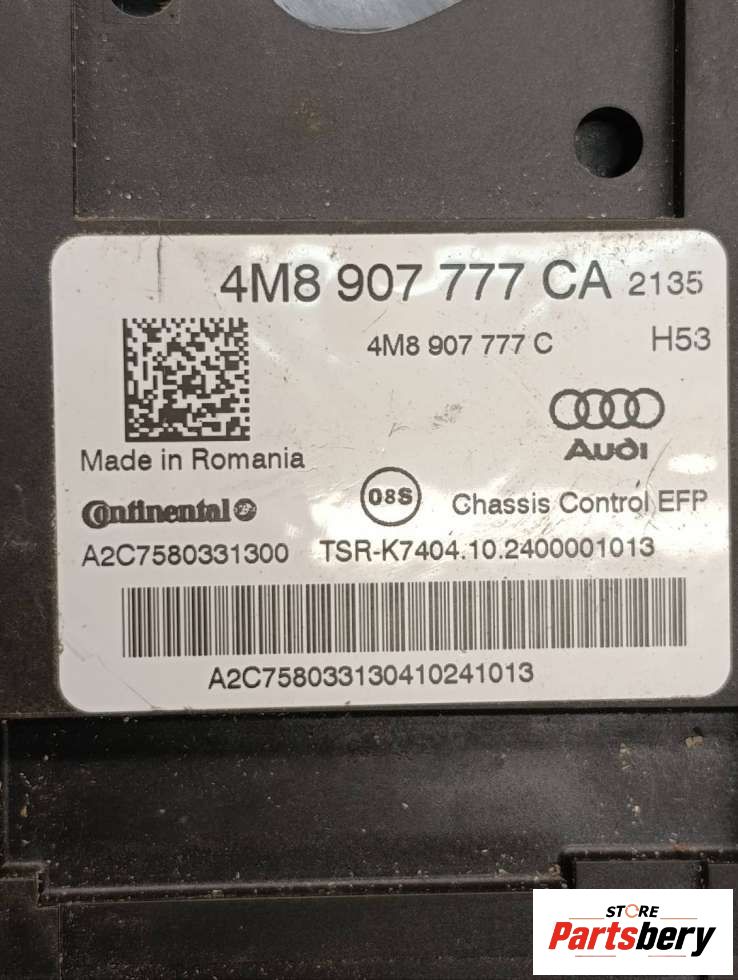 4M8 907 777 CA 2135
4M8 907 777 C H53
Audi
Made in Romania
Continental 08S Chassis Control EFP
A2C7580331300 TSR-K7404.10.2400001013
A2C758033130410241013
STORE
Partsbery